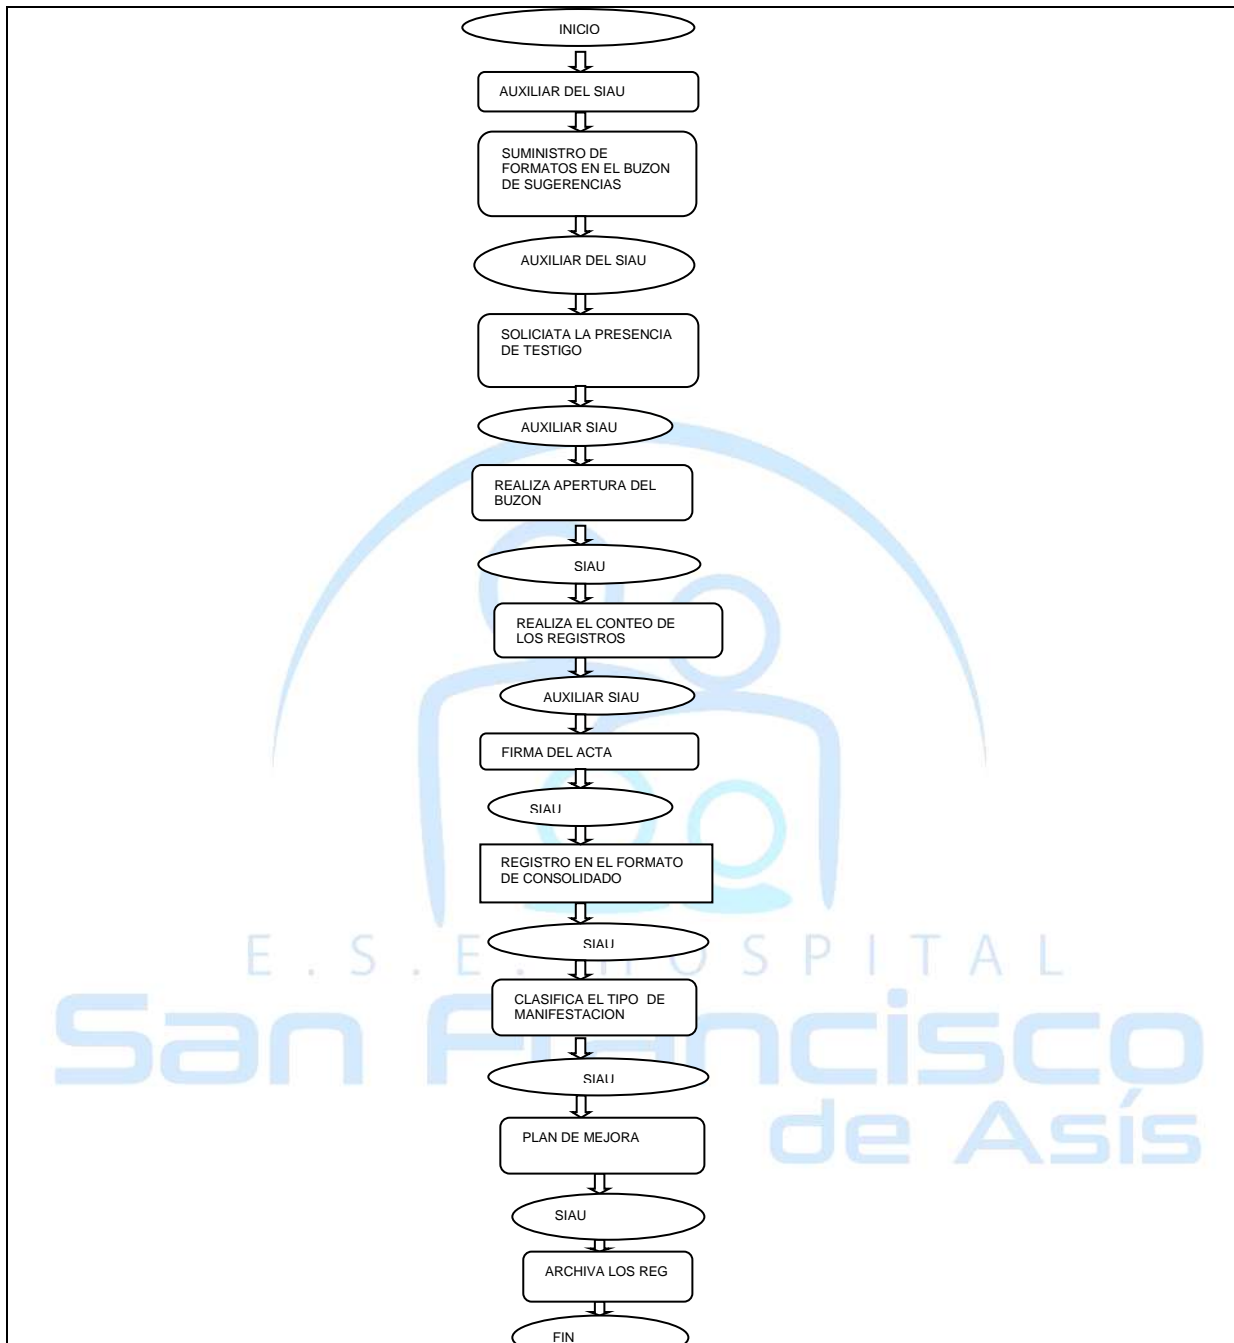 INICIO
AUXILIAR DEL SIAU
SUMINISTRO DE
FORMATOS EN EL BUZON
DE SUGERENCIAS
AUXILIAR DEL SIAU
SOLICIATA LA PRESENCIA
DE TESTIGO
AUXILIAR SIAU
REALIZA APERTURA DEL
BUZON
SIAU
REALIZA EL CONTEO DE
LOS REGISTROS
AUXILIAR SIAU
FIRMA DEL ACTA
SIAU
REGISTRO EN EL FORMATO
DE CONSOLIDADO
SIAU
E.S.E. HOSPITAL
CLASIFICA EL TIPO DE
MANIFESTACION
San Francisco
SIAU
PLAN DE MEJORA
de Asís
SIAU
ARCHIVA LOS REG
FIN